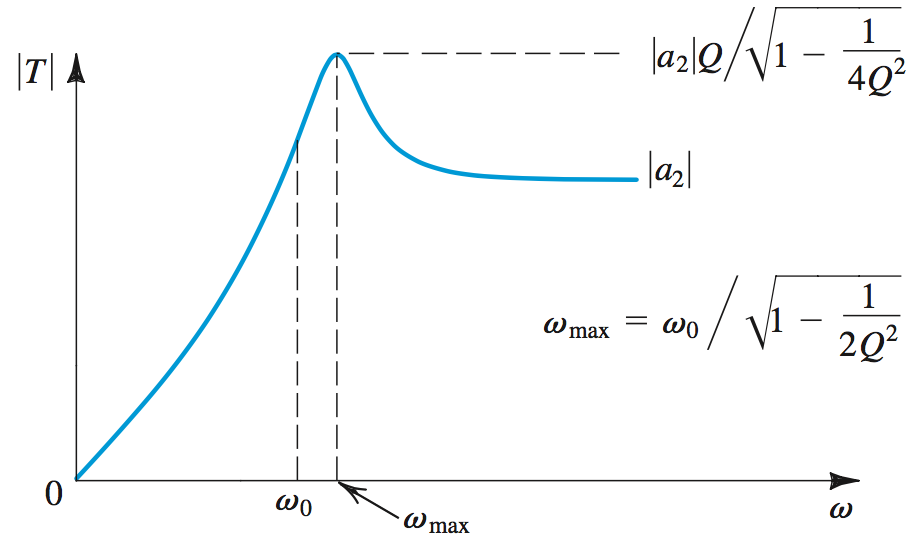 |T|
|a₂|Q/√(1 − 1/(4Q²))
|a₂|
ω_max = ω₀/√(1 − 1/(2Q²))
0
ω₀
ω_max
ω